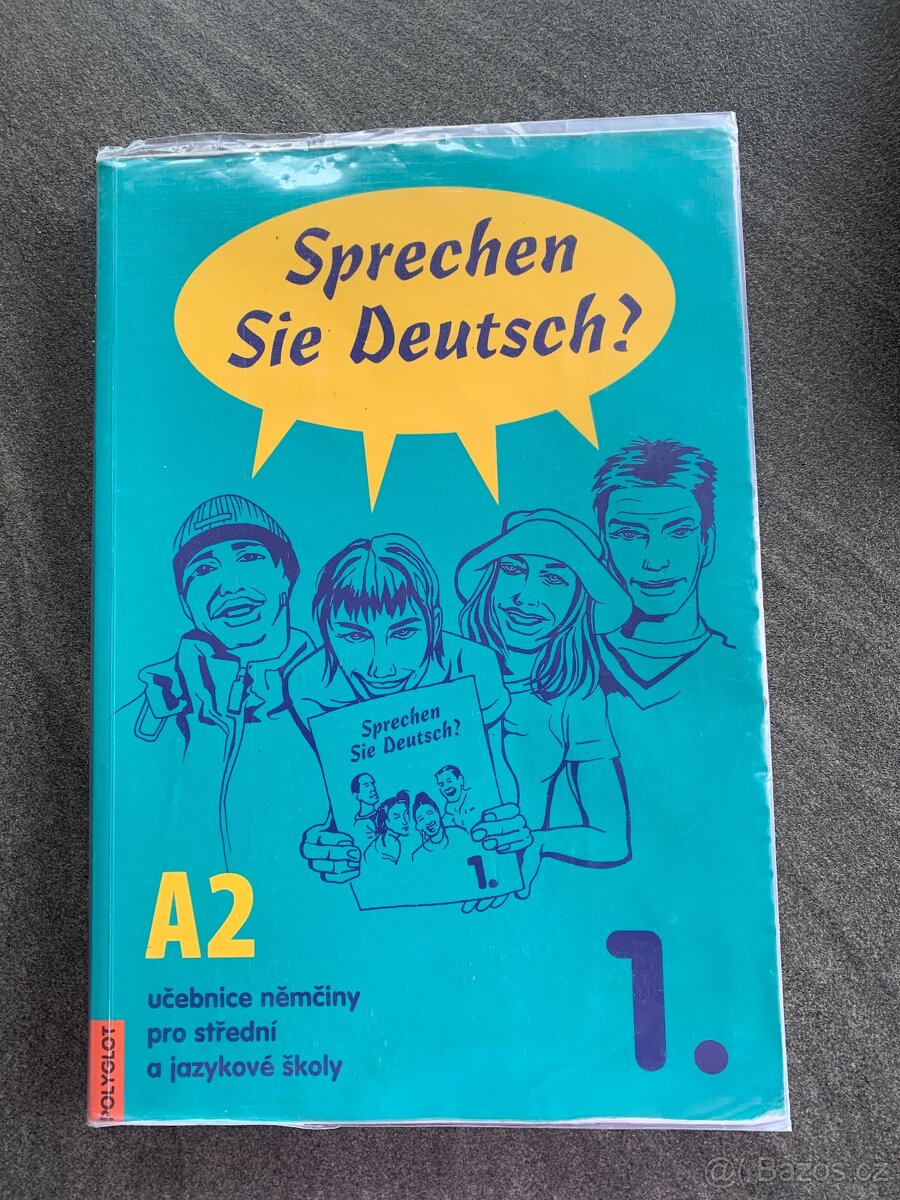 Sprechen
Sie Deutsch?
Sprechen
Sie Deutsch?
1.
A2
učebnice němčiny
pro střední
a jazykové školy
1.
POLYGLOT
@( Bazos.cz